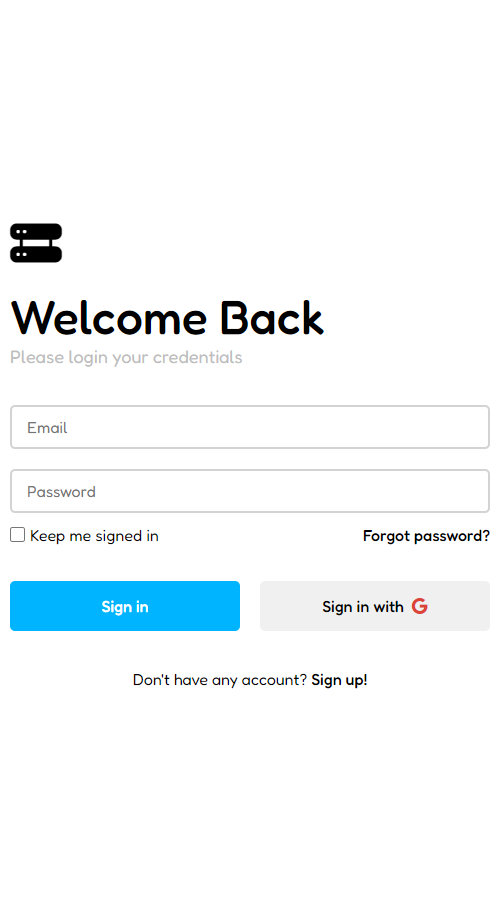 Welcome Back
Please login your credentials
Email
Password
Keep me signed in Forgot password?
Sign in Sign in with G
Don't have any account? Sign up!